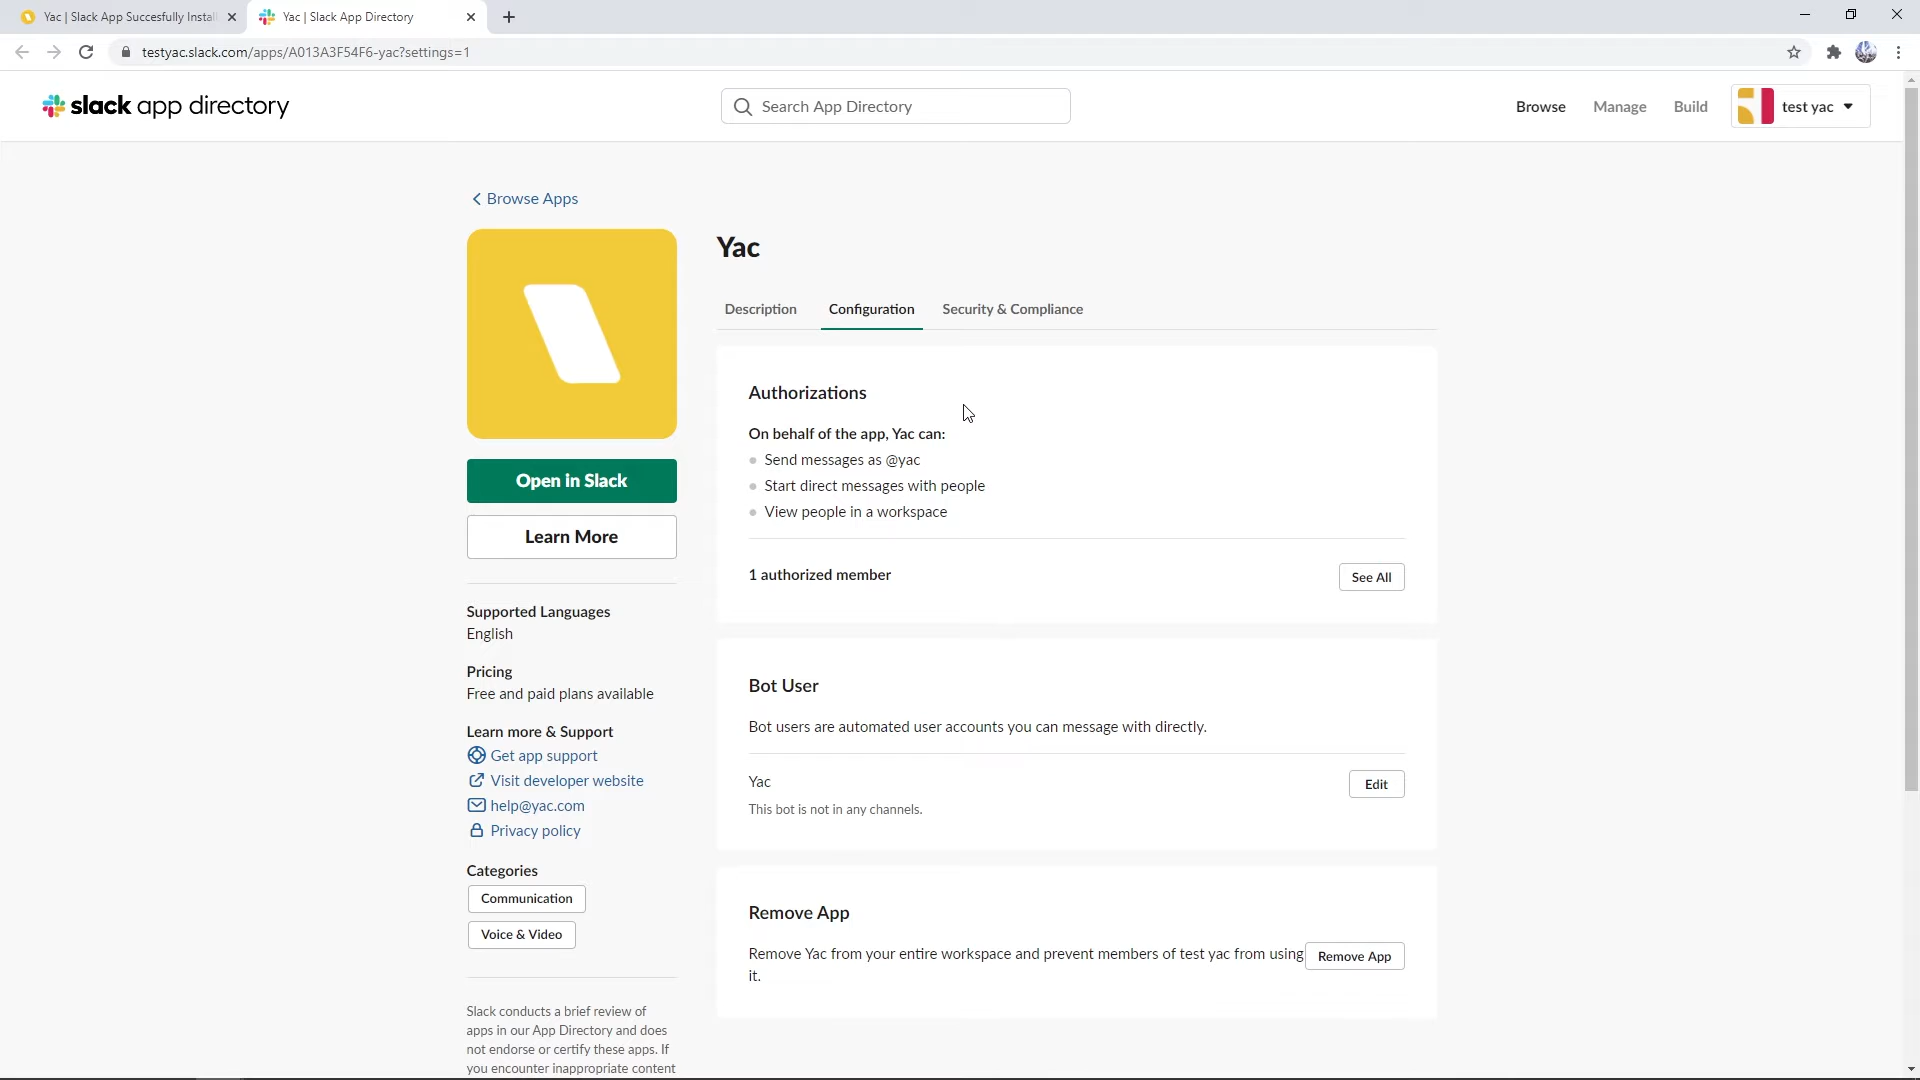 Yac | Slack App Succesfully Instal
Yac | Slack App Directory
testyac.slack.com/apps/A013A3F54F6-yac?settings=1
slack app directory
Search App Directory
Browse
Manage
Build
test yac
Browse Apps
Yac
Description
Configuration
Security & Compliance
Authorizations
On behalf of the app, Yac can:
Send messages as @yac
Start direct messages with people
View people in a workspace
1 authorized member
See All
Open in Slack
Learn More
Supported Languages
English
Pricing
Free and paid plans available
Learn more & Support
Get app support
Visit developer website
help@yac.com
Privacy policy
Categories
Communication
Voice & Video
Slack conducts a brief review of
apps in our App Directory and does
not endorse or certify these apps. If
you encounter inappropriate content
Bot User
Bot users are automated user accounts you can message with directly.
Yac
Edit
This bot is not in any channels.
Remove App
Remove Yac from your entire workspace and prevent members of test yac from using
it.
Remove App